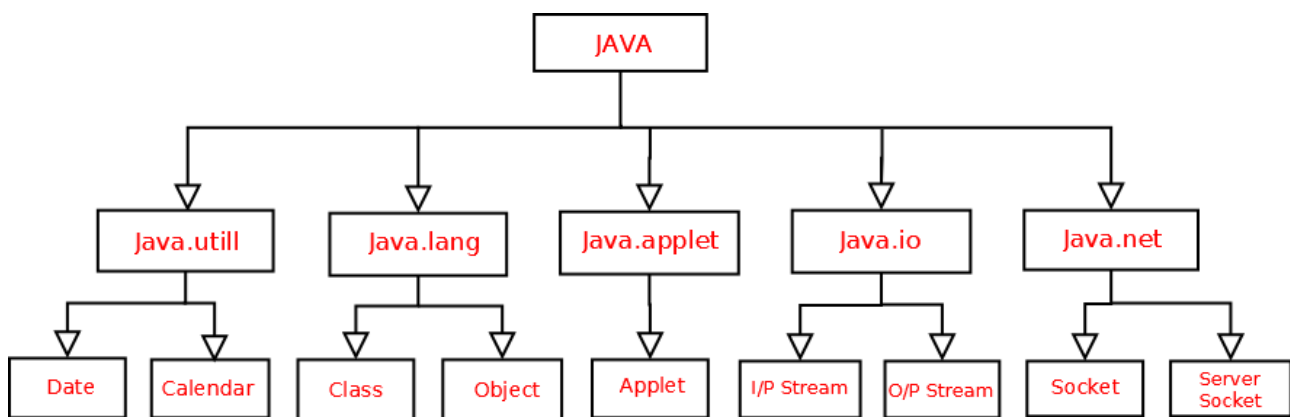 JAVA
Java.utill
Java.lang
Java.applet
Java.io
Java.net
Date
Calendar
Class
Object
Applet
I/P Stream
O/P Stream
Socket
Server
Socket